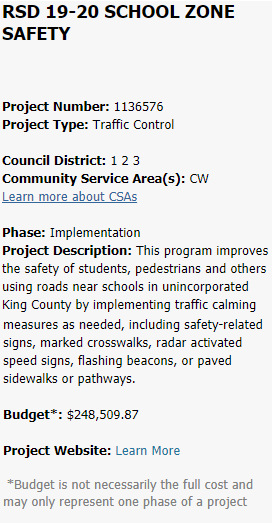 RSD 19-20 SCHOOL ZONE
SAFETY
Project Number: 1136576
Project Type: Traffic Control
Council District: 1 2 3
Community Service Area(s): CW
Learn more about CSAs
Phase: Implementation
Project Description: This program improves
the safety of students, pedestrians and others
using roads near schools in unincorporated
King County by implementing traffic calming
measures as needed, including safety-related
signs, marked crosswalks, radar activated
speed signs, flashing beacons, or paved
sidewalks or pathways.
Budget*: $248,509.87
Project Website: Learn More
*Budget is not necessarily the full cost and
may only represent one phase of a project